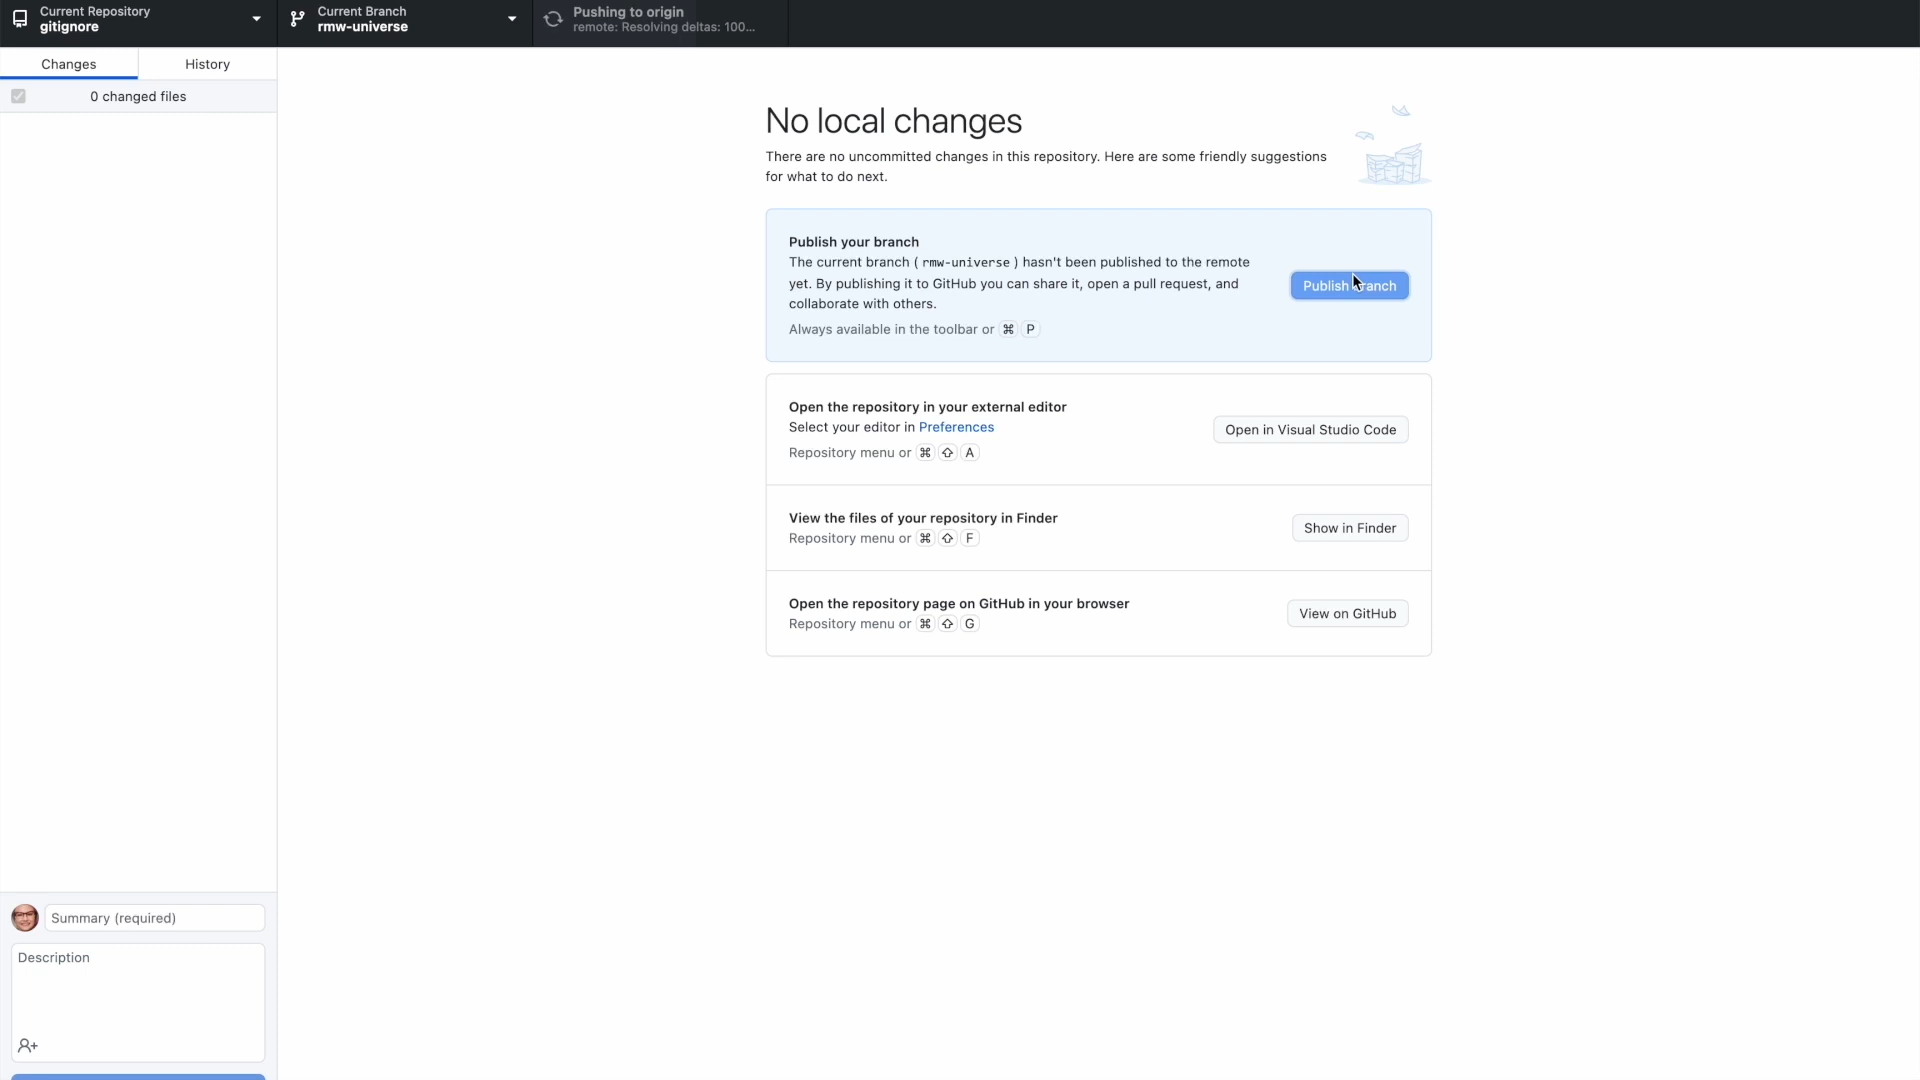 Current Repository
gitignore
Current Branch
rmw-universe
Pushing to origin
remote: Resolving deltas: 100...
Changes
History
0 changed files
No local changes
There are no uncommitted changes in this repository. Here are some friendly suggestions
for what to do next.
Publish your branch
The current branch ( rmw-universe ) hasn't been published to the remote
yet. By publishing it to GitHub you can share it, open a pull request, and
collaborate with others.
Always available in the toolbar or ⌘ P
Publish branch
Open the repository in your external editor
Select your editor in Preferences
Repository menu or ⌘ ⇧ A
Open in Visual Studio Code
View the files of your repository in Finder
Repository menu or ⌘ ⇧ F
Show in Finder
Open the repository page on GitHub in your browser
Repository menu or ⌘ ⇧ G
View on GitHub
Summary (required)
Description